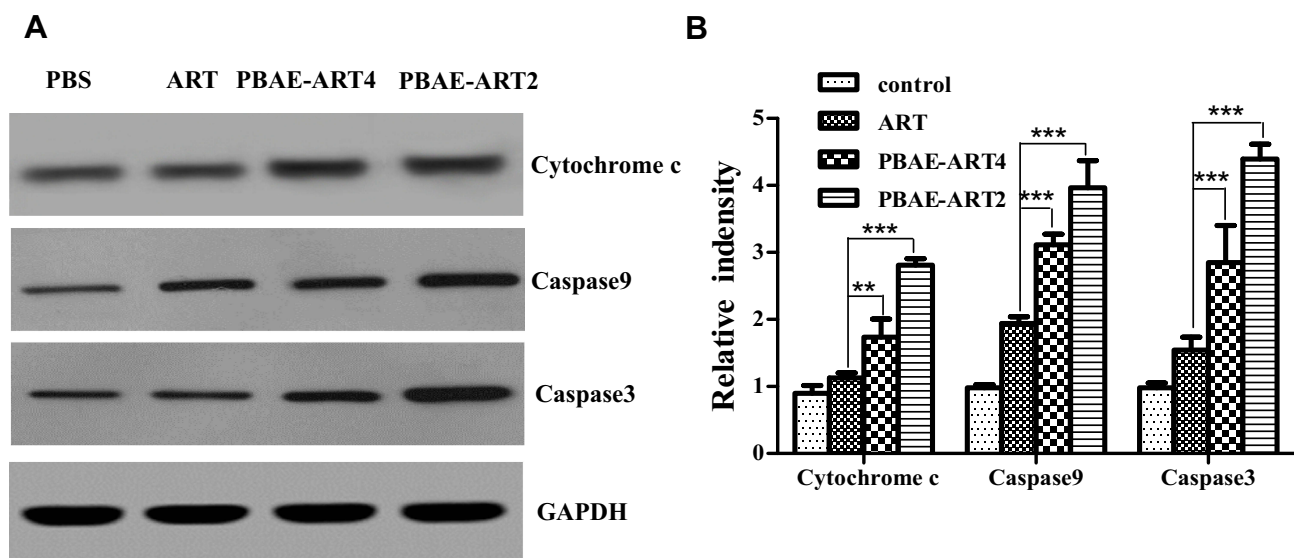 A
PBS ART PBAE-ART4 PBAE-ART2
Cytochrome c
Caspase9
Caspase3
GAPDH
B
control
ART
PBAE-ART4
PBAE-ART2
Relative indensity
5
4
3
2
1
0
** ***
*** ***
*** ***
Cytochrome c Caspase9 Caspase3